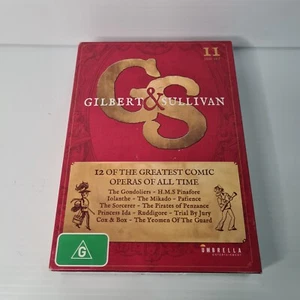 11
GS
GILBERT & SULLIVAN
12 OF THE GREATEST COMIC
OPERAS OF ALL TIME
The Gondoliers - H.M.S Pinafore
Iolanthe - The Mikado - Patience
The Sorcerer - The Pirates of Penzance
Princess Ida - Ruddigore - Trial By Jury
Cox & Box - The Yeomen Of The Guard
G
UMBRELLA
ENTERTAINMENT